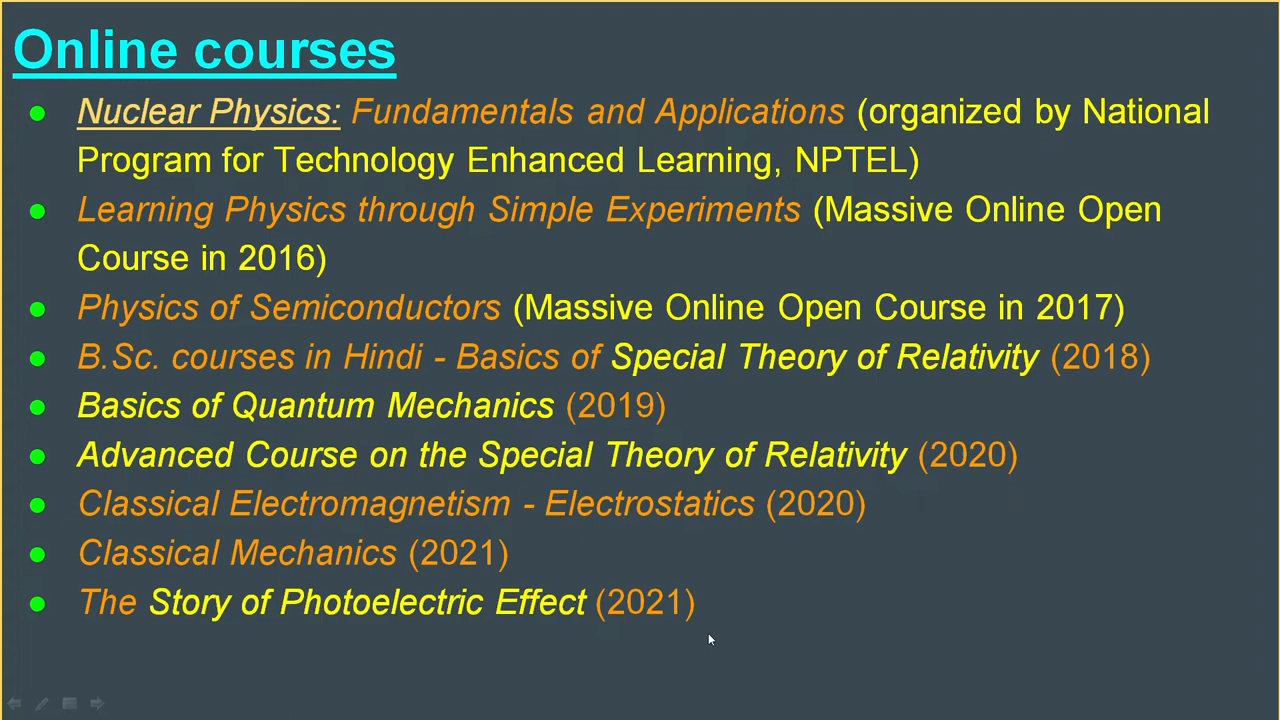 Online courses
● Nuclear Physics: Fundamentals and Applications (organized by National
Program for Technology Enhanced Learning, NPTEL)
● Learning Physics through Simple Experiments (Massive Online Open
Course in 2016)
● Physics of Semiconductors (Massive Online Open Course in 2017)
● B.Sc. courses in Hindi - Basics of Special Theory of Relativity (2018)
● Basics of Quantum Mechanics (2019)
● Advanced Course on the Special Theory of Relativity (2020)
● Classical Electromagnetism - Electrostatics (2020)
● Classical Mechanics (2021)
● The Story of Photoelectric Effect (2021)